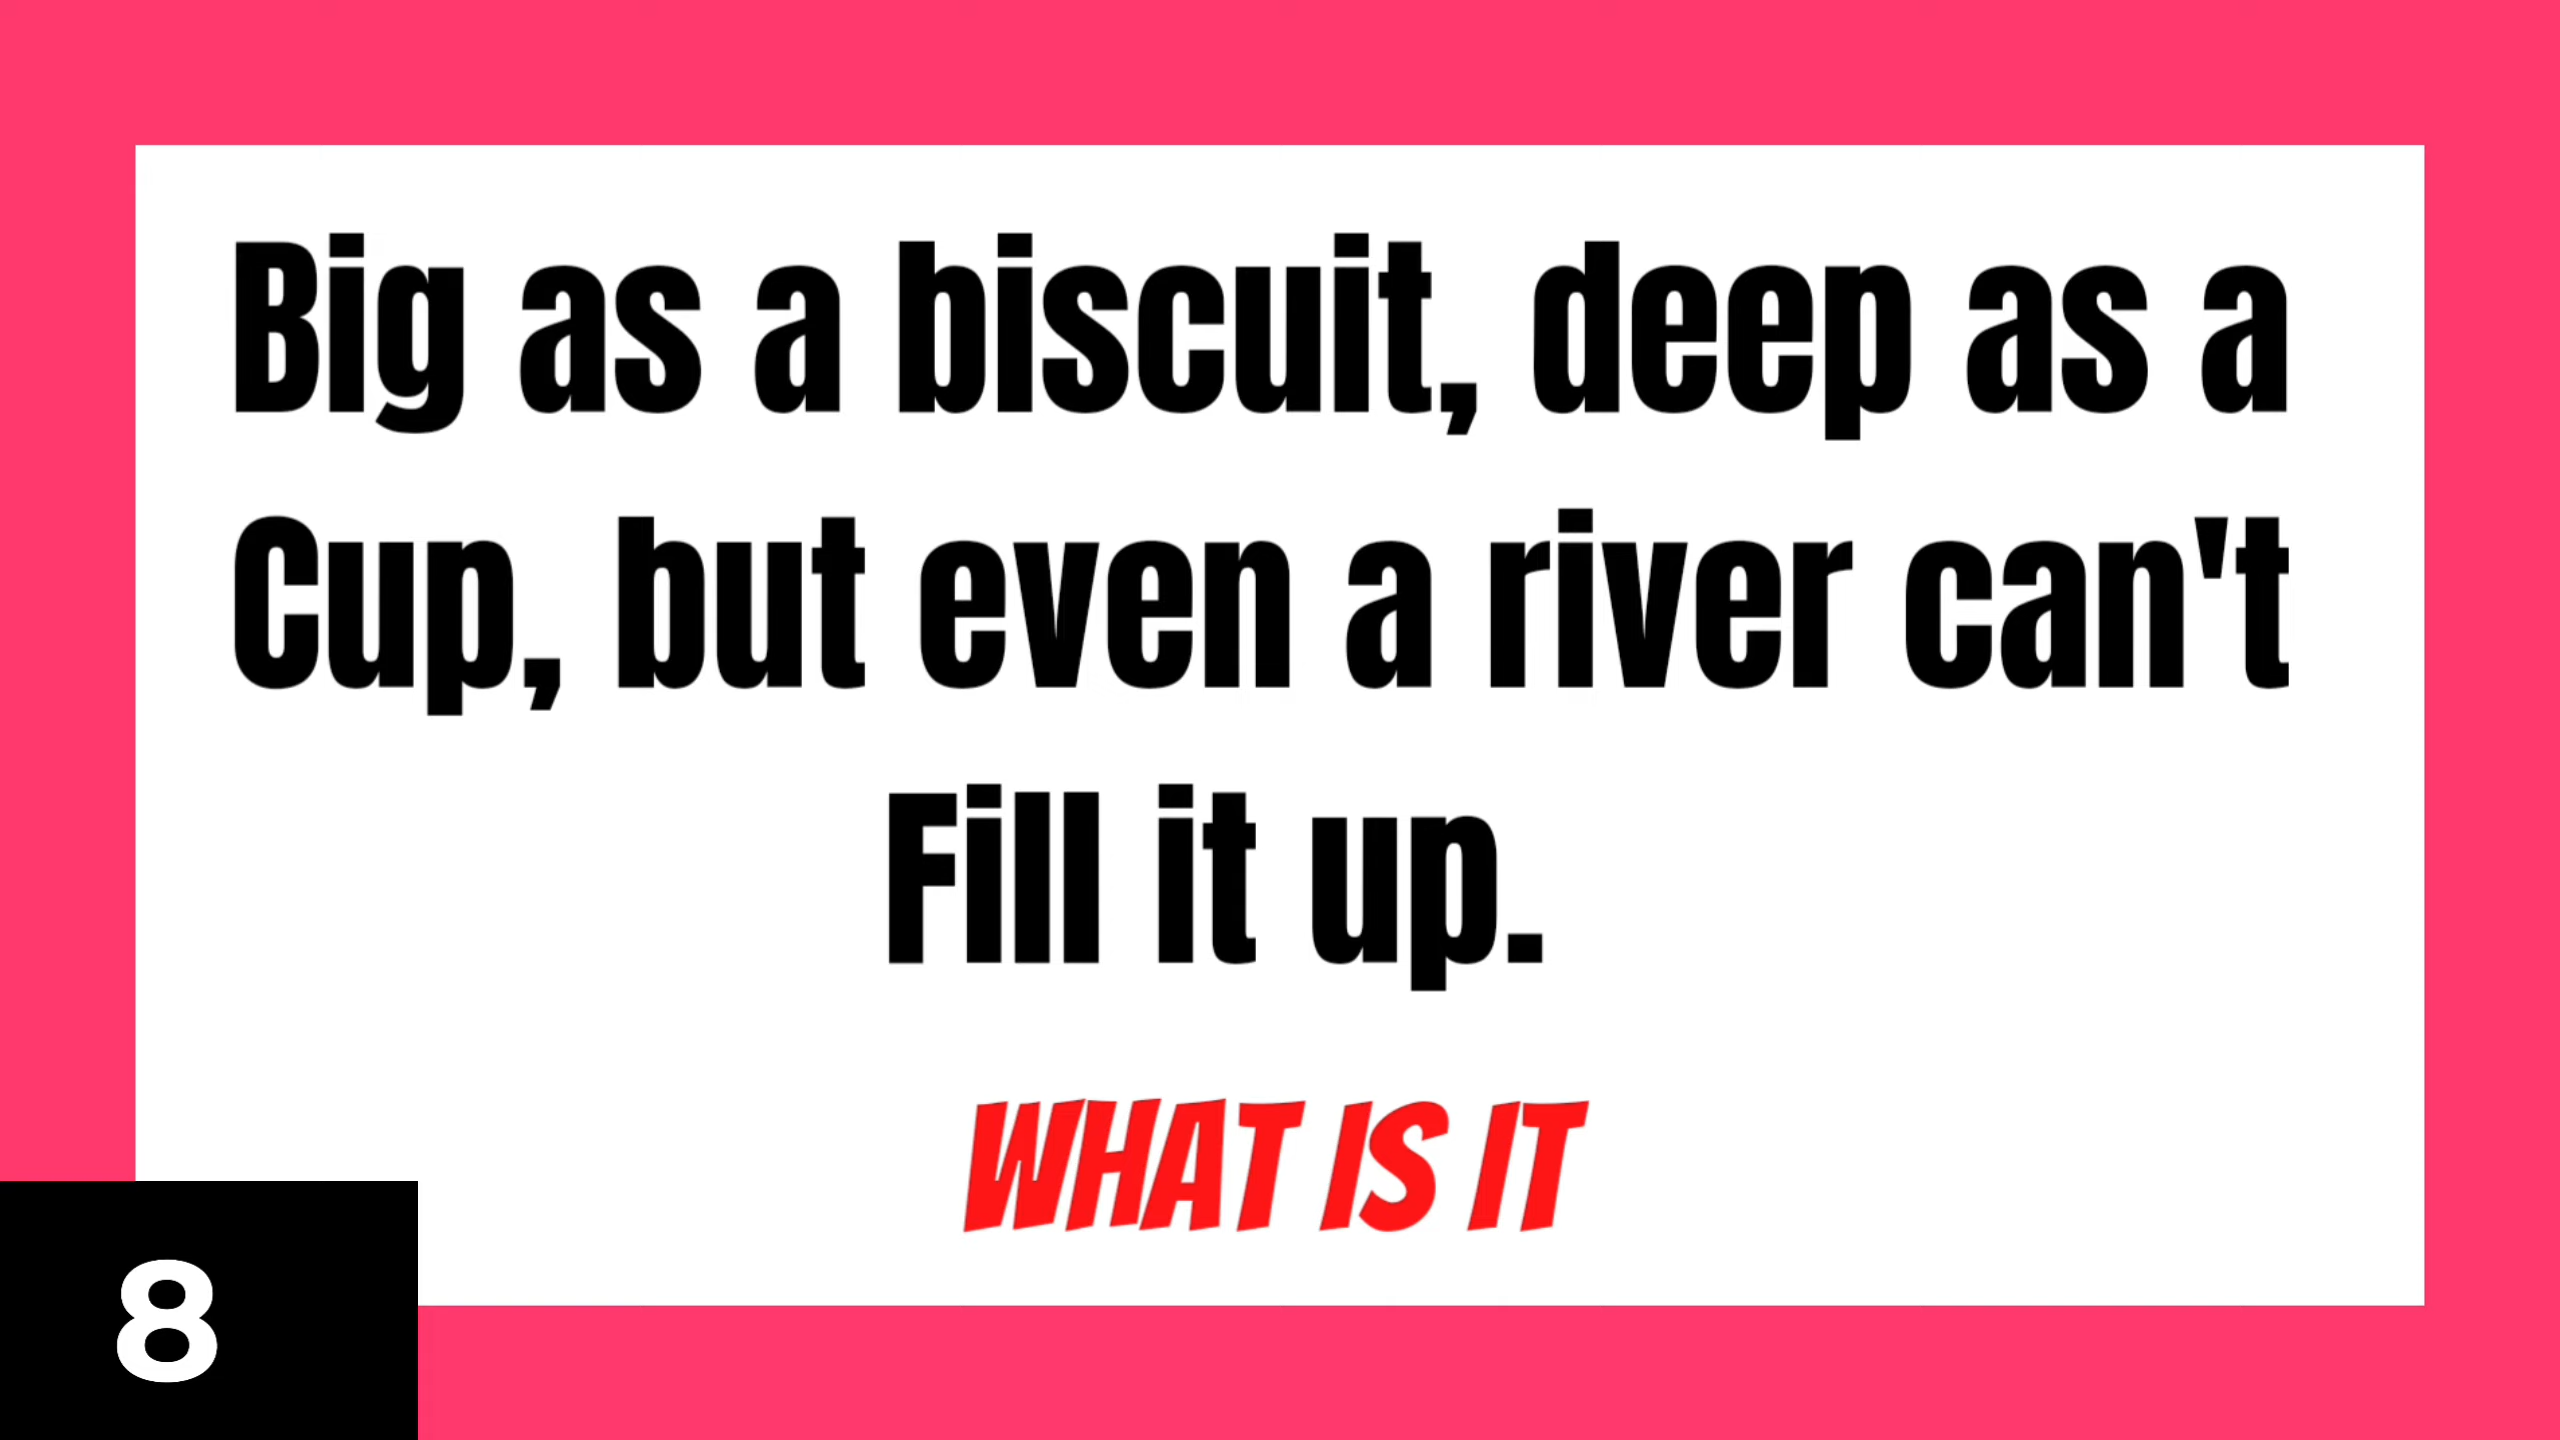 Big as a biscuit, deep as a
Cup, but even a river can't
Fill it up.
WHAT IS IT
8